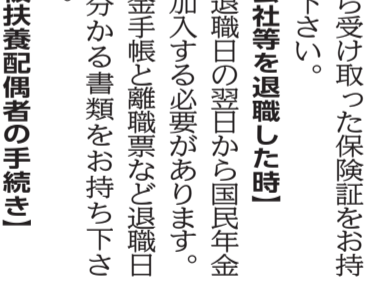 ら受け取った保険証をお持
下さい。
社等を退職した時】
退職日の翌日から国民年金
加入する必要があります。
金手帳と離職票など退職日
分かる書類をお持ち下さ
。
扶養配偶者の手続き】